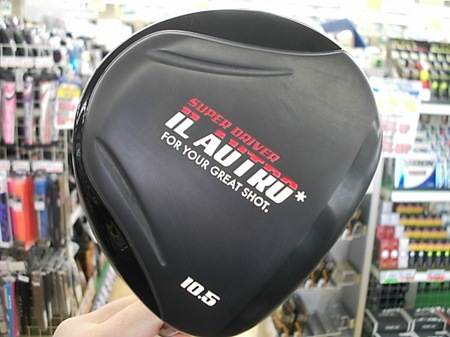 SUPER DRIVER
IL AUTRO*
FOR YOUR GREAT SHOT.
10.5